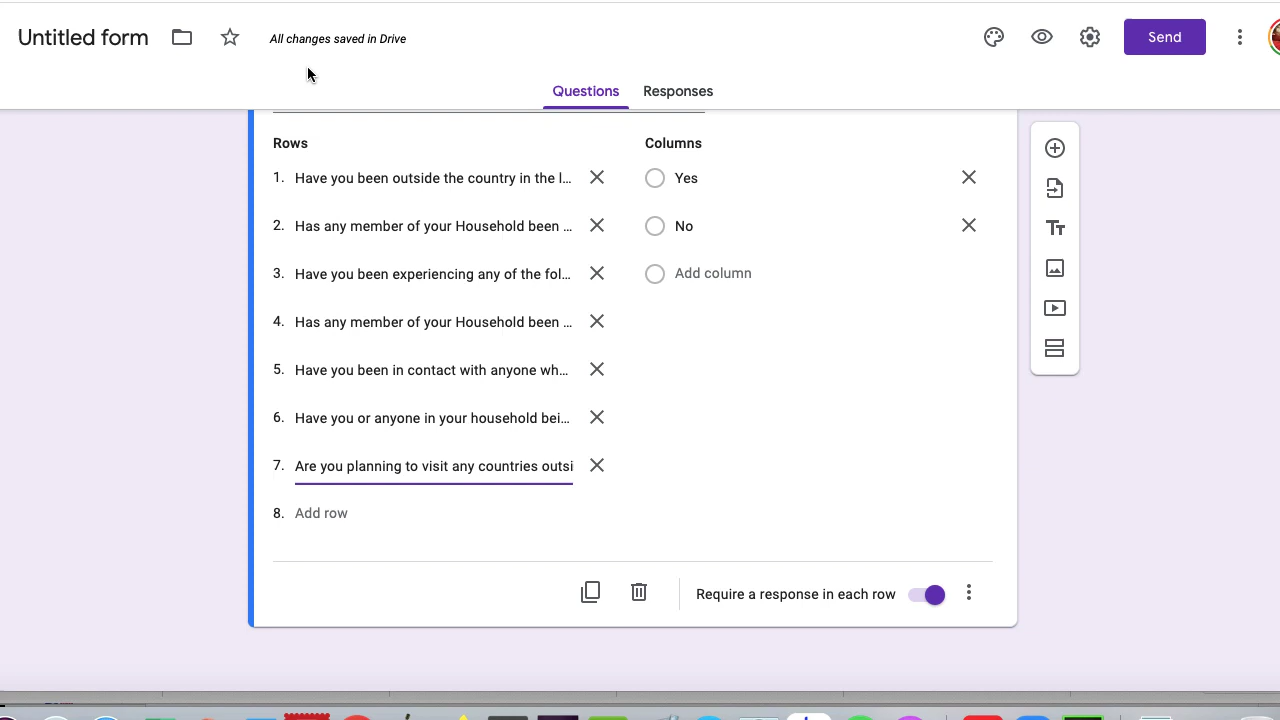 Untitled form
All changes saved in Drive
Send
Questions
Responses
Rows
Columns
1. Have you been outside the country in the l...
Yes
2. Has any member of your Household been ...
No
3. Have you been experiencing any of the fol...
Add column
4. Has any member of your Household been ...
5. Have you been in contact with anyone wh...
6. Have you or anyone in your household bei...
7. Are you planning to visit any countries outsi
8. Add row
Require a response in each row